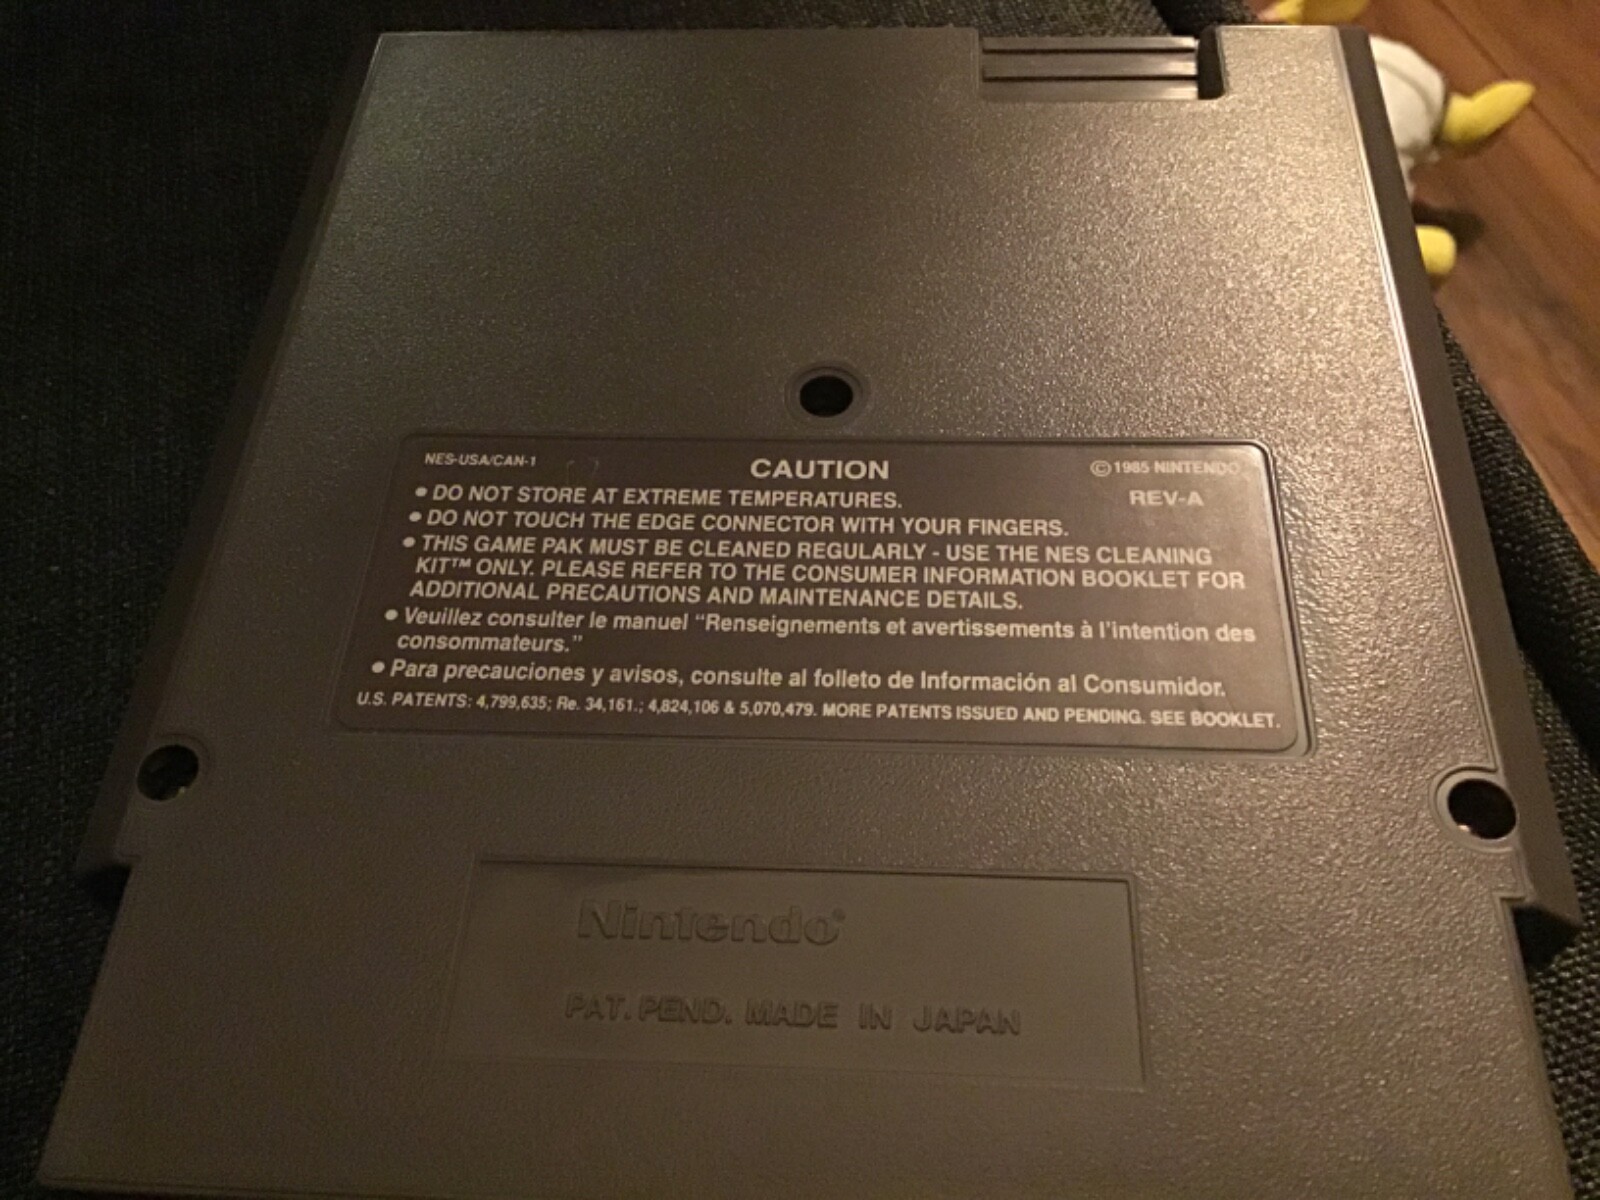 NES-USA/CAN-1
CAUTION
©1985 NINTENDO
REV-A
• DO NOT STORE AT EXTREME TEMPERATURES.
• DO NOT TOUCH THE EDGE CONNECTOR WITH YOUR FINGERS.
• THIS GAME PAK MUST BE CLEANED REGULARLY - USE THE NES CLEANING
KIT™ ONLY. PLEASE REFER TO THE CONSUMER INFORMATION BOOKLET FOR
ADDITIONAL PRECAUTIONS AND MAINTENANCE DETAILS.
• Veuillez consulter le manuel “Renseignements et avertissements à l’intention des
consommateurs.”
• Para precauciones y avisos, consulte al folleto de Información al Consumidor.
U.S. PATENTS: 4,799,635; Re. 34,161.; 4,824,106 & 5,070,479. MORE PATENTS ISSUED AND PENDING. SEE BOOKLET.
Nintendo®
PAT. PEND. MADE IN JAPAN